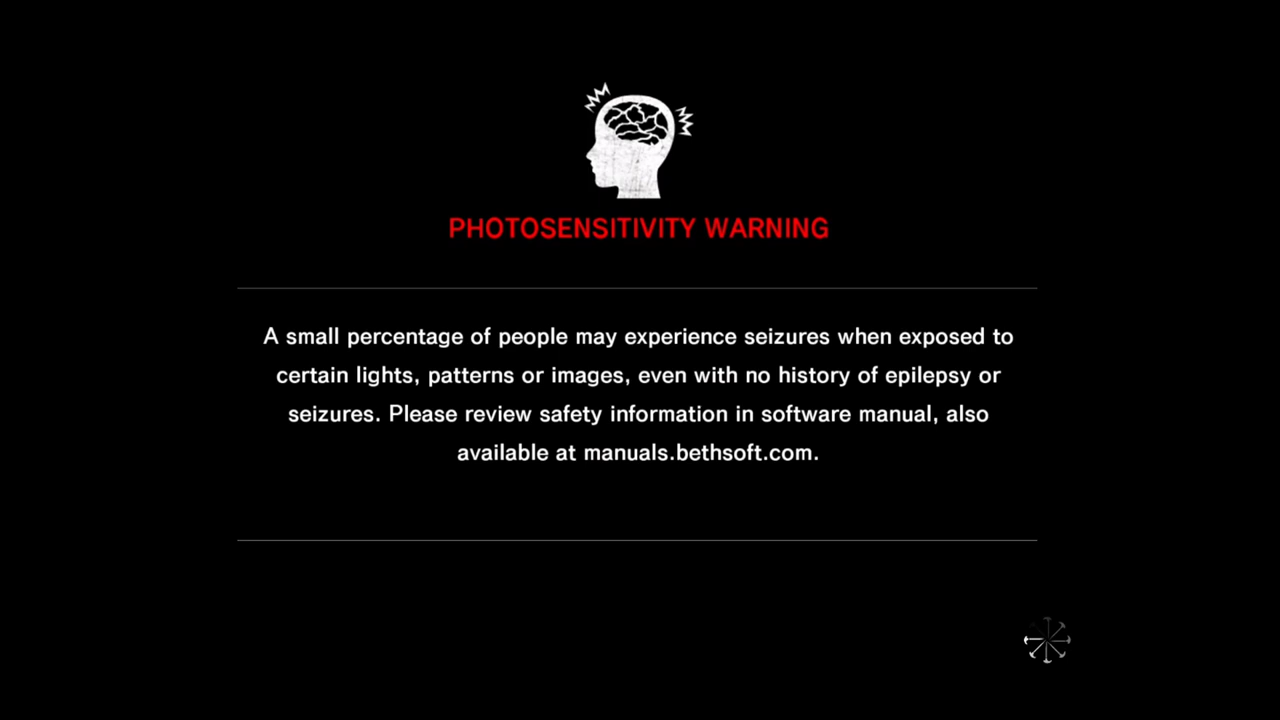 PHOTOSENSITIVITY WARNING
A small percentage of people may experience seizures when exposed to
certain lights, patterns or images, even with no history of epilepsy or
seizures. Please review safety information in software manual, also
available at manuals.bethsoft.com.